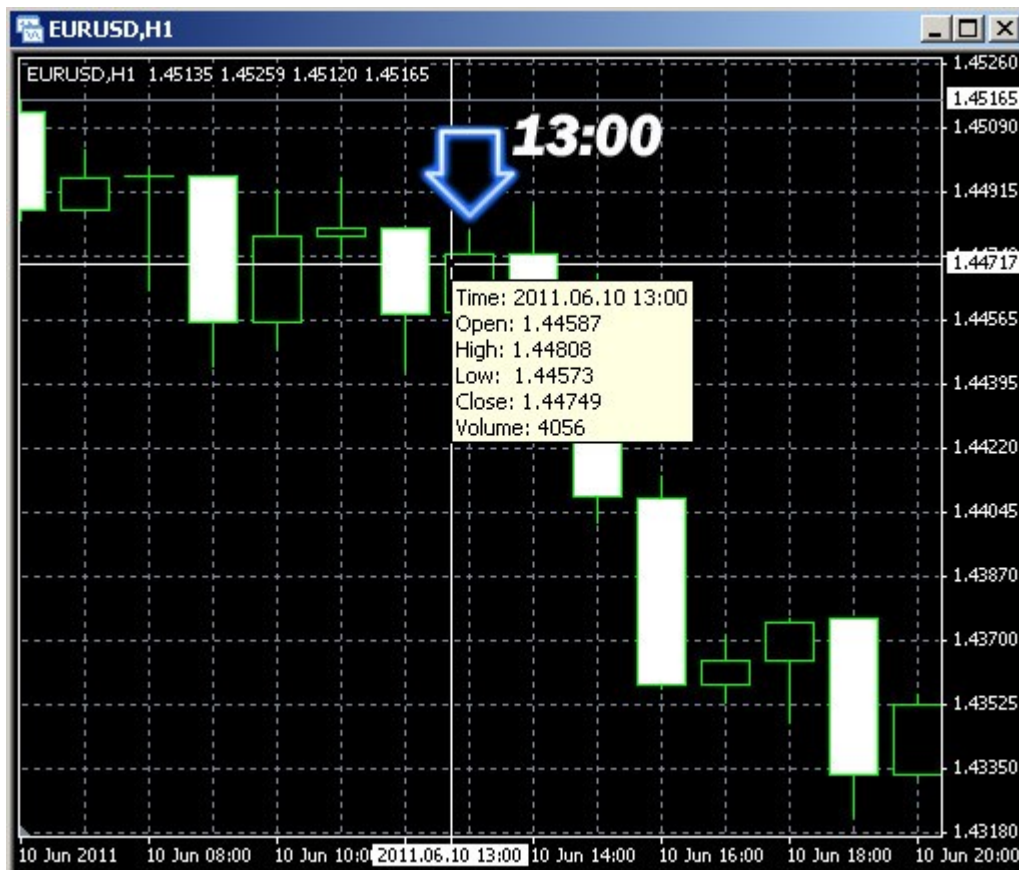 EURUSD,H1
EURUSD,H1 1.45135 1.45259 1.45120 1.45165
13:00
1.45260
1.45165
1.45090
1.44915
1.44717
1.44565
1.44395
1.44220
1.44045
1.43870
1.43700
1.43525
1.43350
1.43180
Time: 2011.06.10 13:00
Open: 1.44587
High: 1.44808
Low: 1.44573
Close: 1.44749
Volume: 4056
10 Jun 2011 10 Jun 08:00 10 Jun 10:0 2011.06.10 13:00 10 Jun 14:00 10 Jun 16:00 10 Jun 18:00 10 Jun 20:00